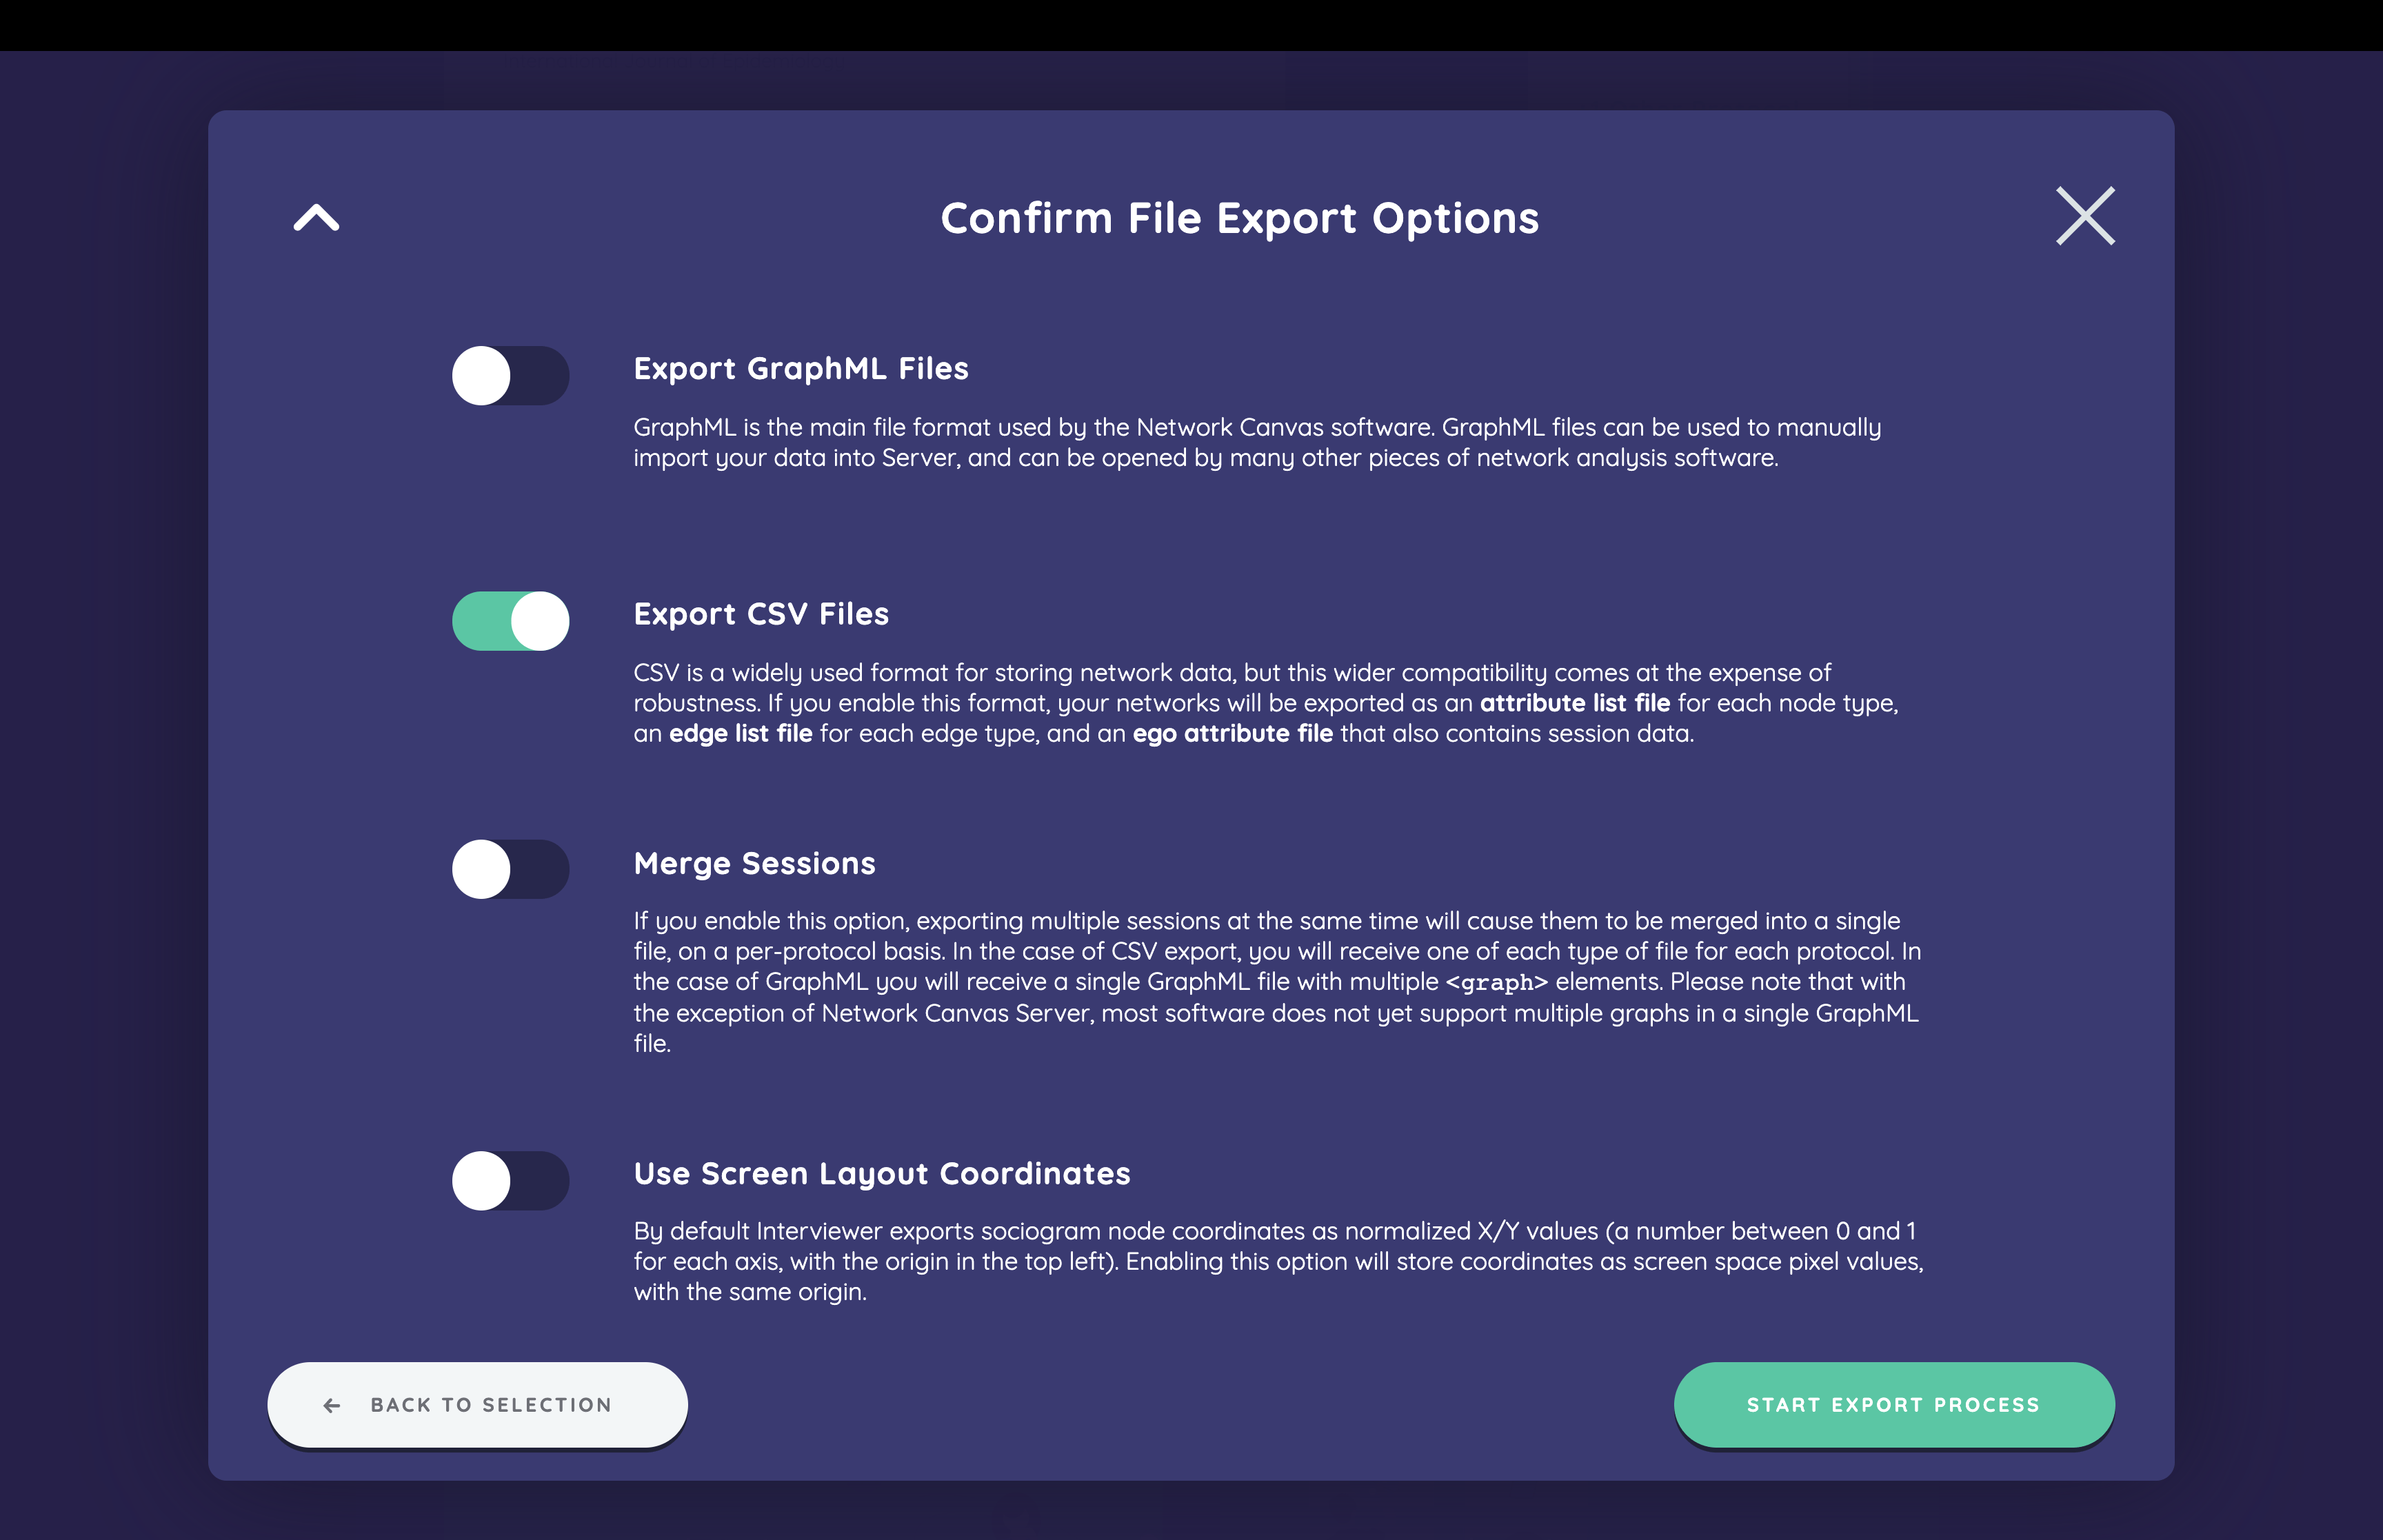 Confirm File Export Options
Export GraphML Files
GraphML is the main file format used by the Network Canvas software. GraphML files can be used to manually
import your data into Server, and can be opened by many other pieces of network analysis software.
Export CSV Files
CSV is a widely used format for storing network data, but this wider compatibility comes at the expense of
robustness. If you enable this format, your networks will be exported as an attribute list file for each node type,
an edge list file for each edge type, and an ego attribute file that also contains session data.
Merge Sessions
If you enable this option, exporting multiple sessions at the same time will cause them to be merged into a single
file, on a per-protocol basis. In the case of CSV export, you will receive one of each type of file for each protocol. In
the case of GraphML you will receive a single GraphML file with multiple <graph> elements. Please note that with
the exception of Network Canvas Server, most software does not yet support multiple graphs in a single GraphML
file.
Use Screen Layout Coordinates
By default Interviewer exports sociogram node coordinates as normalized X/Y values (a number between 0 and 1
for each axis, with the origin in the top left). Enabling this option will store coordinates as screen space pixel values,
with the same origin.
BACK TO SELECTION
START EXPORT PROCESS